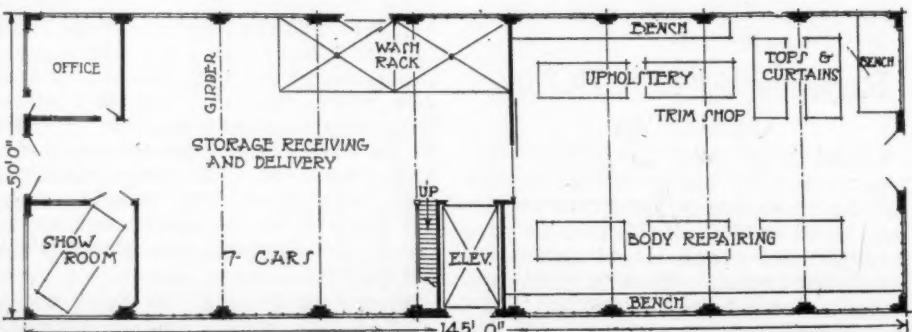 OFFICE
GIRDER
WASH
RACK
BENCH
UPHOLSTERY
TOPS &
CURTAINS
BENCH
TRIM SHOP
STORAGE RECEIVING
AND DELIVERY
50' 0"
UP
SHOW
ROOM
7 - CARS
ELEV.
BODY REPAIRING
BENCH
145' 0"